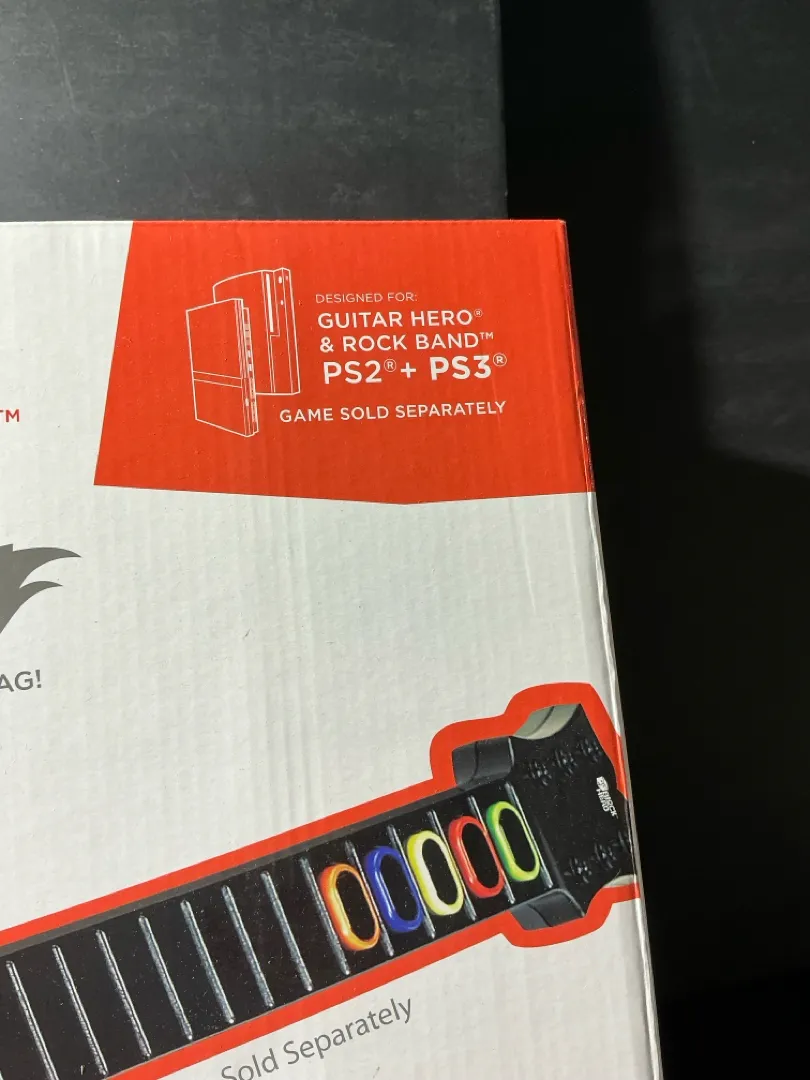 DESIGNED FOR:
GUITAR HERO®
& ROCK BAND™
PS2® + PS3®
GAME SOLD SEPARATELY
TM
AG!
Sold Separately